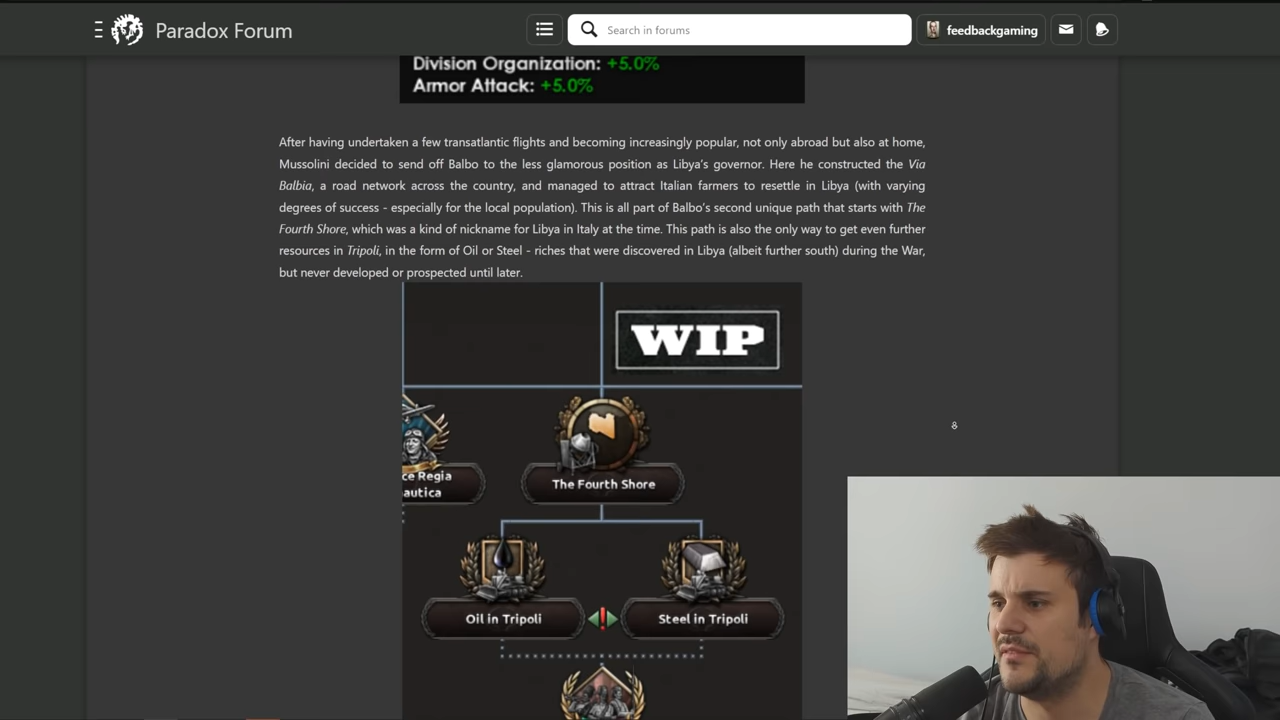 Paradox Forum
Search in forums
feedbackgaming
Division Organization: +5.0%
Armor Attack: +5.0%
After having undertaken a few transatlantic flights and becoming increasingly popular, not only abroad but also at home,
Mussolini decided to send off Balbo to the less glamorous position as Libya's governor. Here he constructed the Via
Balbia, a road network across the country, and managed to attract Italian farmers to resettle in Libya (with varying
degrees of success - especially for the local population). This is all part of Balbo's second unique path that starts with The
Fourth Shore, which was a kind of nickname for Libya in Italy at the time. This path is also the only way to get even further
resources in Tripoli, in the form of Oil or Steel - riches that were discovered in Libya (albeit further south) during the War,
but never developed or prospected until later.
WIP
ce Regia
autica
The Fourth Shore
Oil in Tripoli
Steel in Tripoli